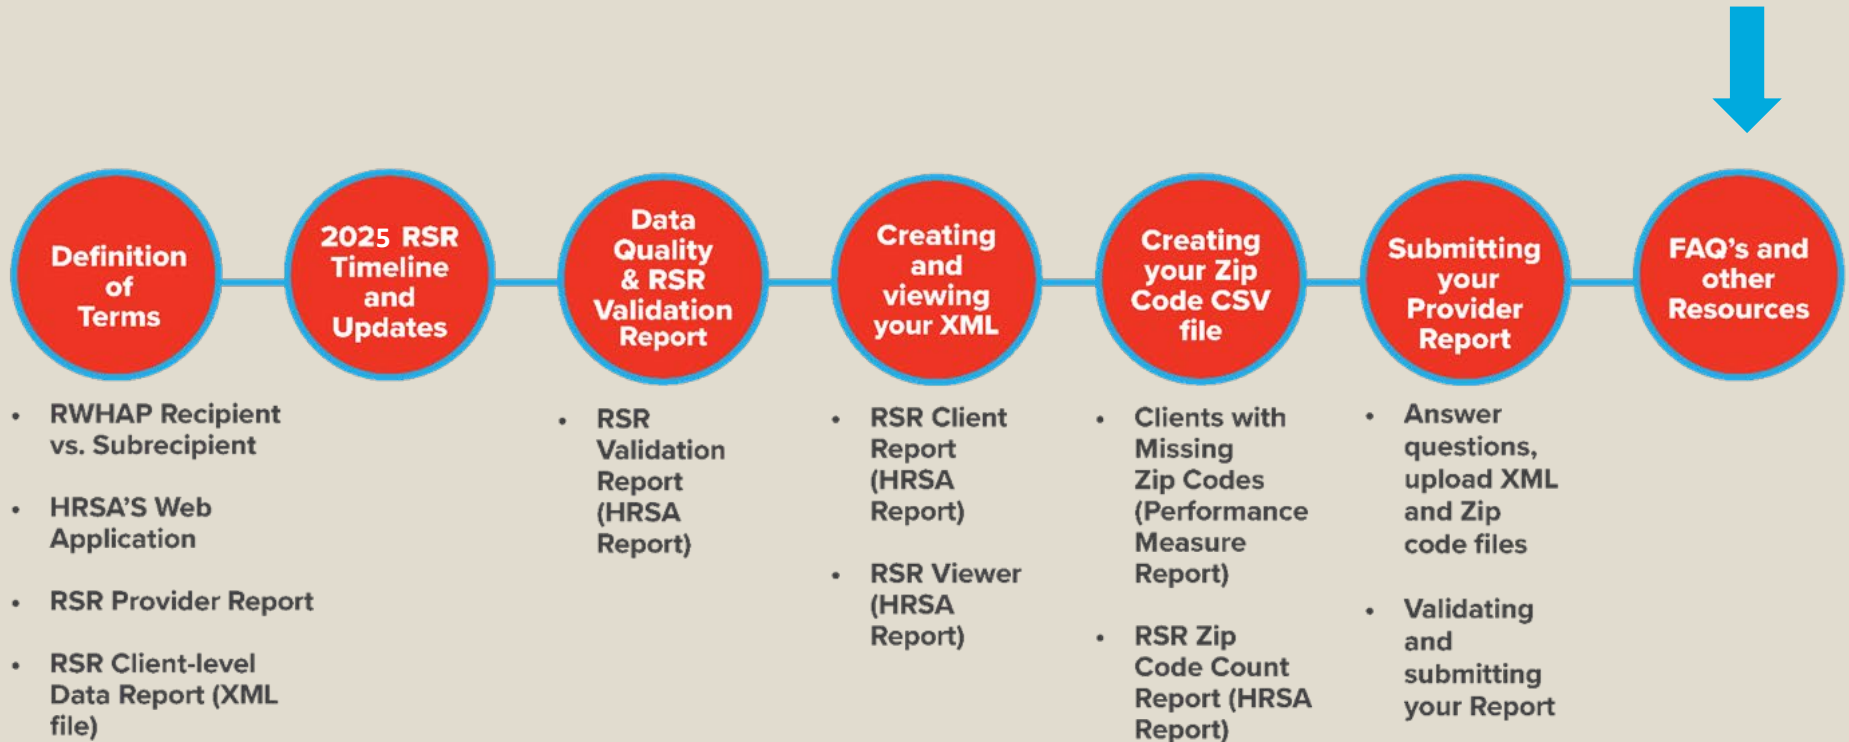 Definition
of
Terms
2025 RSR
Timeline
and
Updates
Data
Quality
& RSR
Validation
Report
Creating
and
viewing
your XML
Creating
your Zip
Code CSV
file
Submitting
your
Provider
Report
FAQ's and
other
Resources
• RWHAP Recipient
vs. Subrecipient
• HRSA'S Web
Application
• RSR Provider Report
• RSR Client-level
Data Report (XML
file)
• RSR
Validation
Report
(HRSA
Report)
• RSR Client
Report
(HRSA
Report)
• RSR Viewer
(HRSA
Report)
• Clients with
Missing
Zip Codes
(Performance
Measure
Report)
• RSR Zip
Code Count
Report (HRSA
Report)
• Answer
questions,
upload XML
and Zip
code files
• Validating
and
submitting
your Report